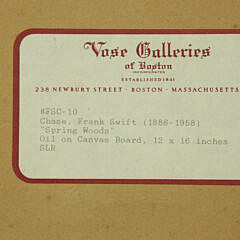 Vose Galleries
of Boston
INCORPORATED
ESTABLISHED 1841
238 NEWBURY STREET · BOSTON · MASSACHUSETTS
#FSC-10
Chase, Frank Swift (1886-1958)
"Spring Woods"
Oil on Canvas Board, 12 x 16 inches
SLR